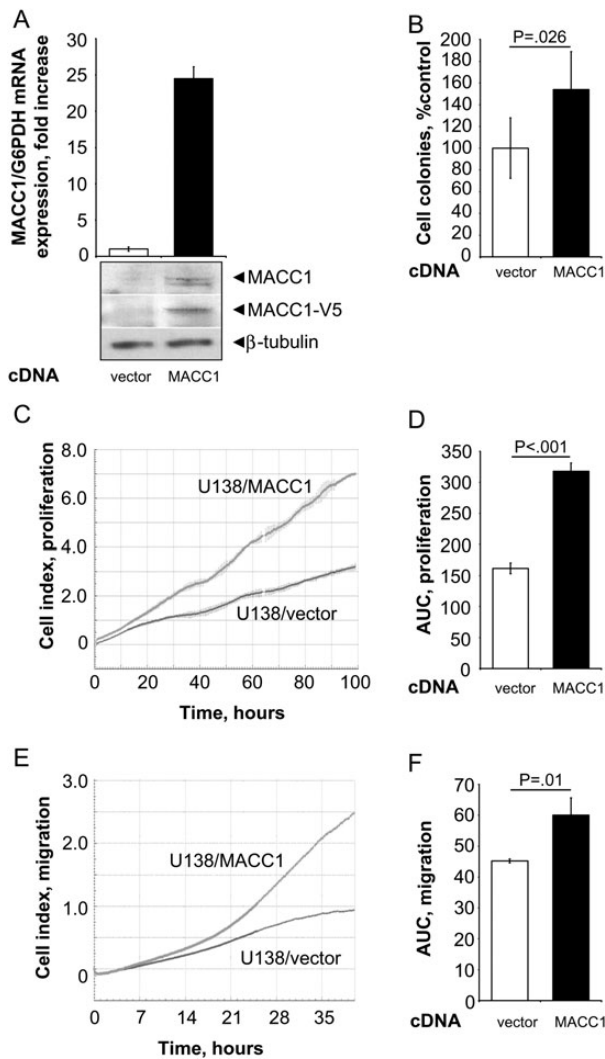 A
MACC1/G6PDH mRNA
expression, fold increase
30
25
20
15
10
5
0
MACC1
MACC1-V5
β-tubulin
cDNA
vector MACC1
B
Cell colonies, %control
200
180
160
140
120
100
80
60
40
20
0
P=.026
cDNA
vector MACC1
C
Cell index, proliferation
8.0
6.0
4.0
2.0
0
U138/MACC1
U138/vector
0 20 40 60 80 100
Time, hours
D
AUC, proliferation
350
300
250
200
150
100
50
0
P<.001
cDNA
vector MACC1
E
Cell index, migration
3.0
2.0
1.0
0
U138/MACC1
U138/vector
0 7 14 21 28 35
Time, hours
F
AUC, migration
70
60
50
40
30
20
10
0
P=.01
cDNA
vector MACC1